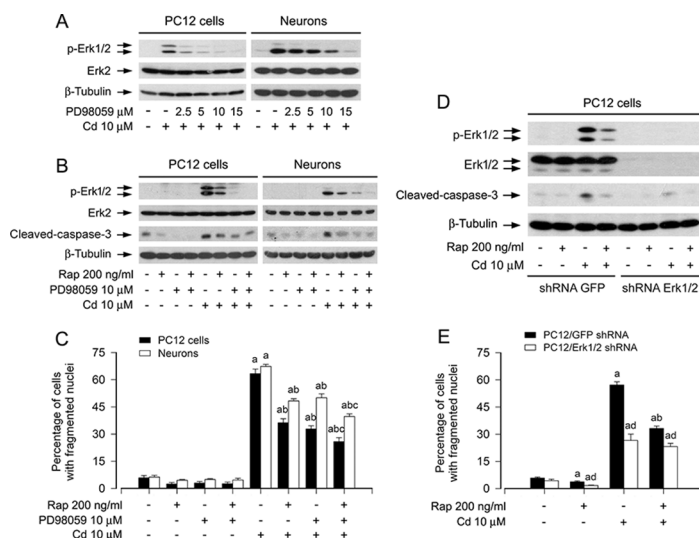 A
PC12 cells Neurons
p-Erk1/2
Erk2
β-Tubulin
PD98059 μM - - 2.5 5 10 15 - - 2.5 5 10 15
Cd 10 μM - + + + + + - + + + + +
B
PC12 cells Neurons
p-Erk1/2
Erk2
Cleaved-caspase-3
β-Tubulin
Rap 200 ng/ml - + - + - + - + - + - + - + - +
PD98059 10 μM - - + + - - + + - - + + - - + +
Cd 10 μM - - - - + + + + - - - - + + + +
C
PC12 cells
Neurons
Percentage of cells
with fragmented nuclei
75
60
45
30
15
0
a a ab ab ab ab abc abc
Rap 200 ng/ml - + - + - + - +
PD98059 10 μM - - + + - - + +
Cd 10 μM - - - - + + + +
D
PC12 cells
p-Erk1/2
Erk1/2
Cleaved-caspase-3
β-Tubulin
Rap 200 ng/ml - + - + - + - +
Cd 10 μM - - + + - - + +
shRNA GFP shRNA Erk1/2
E
PC12/GFP shRNA
PC12/Erk1/2 shRNA
Percentage of cells
with fragmented nuclei
75
60
45
30
15
0
a ad a ad ab ad
Rap 200 ng/ml - + - +
Cd 10 μM - - + +